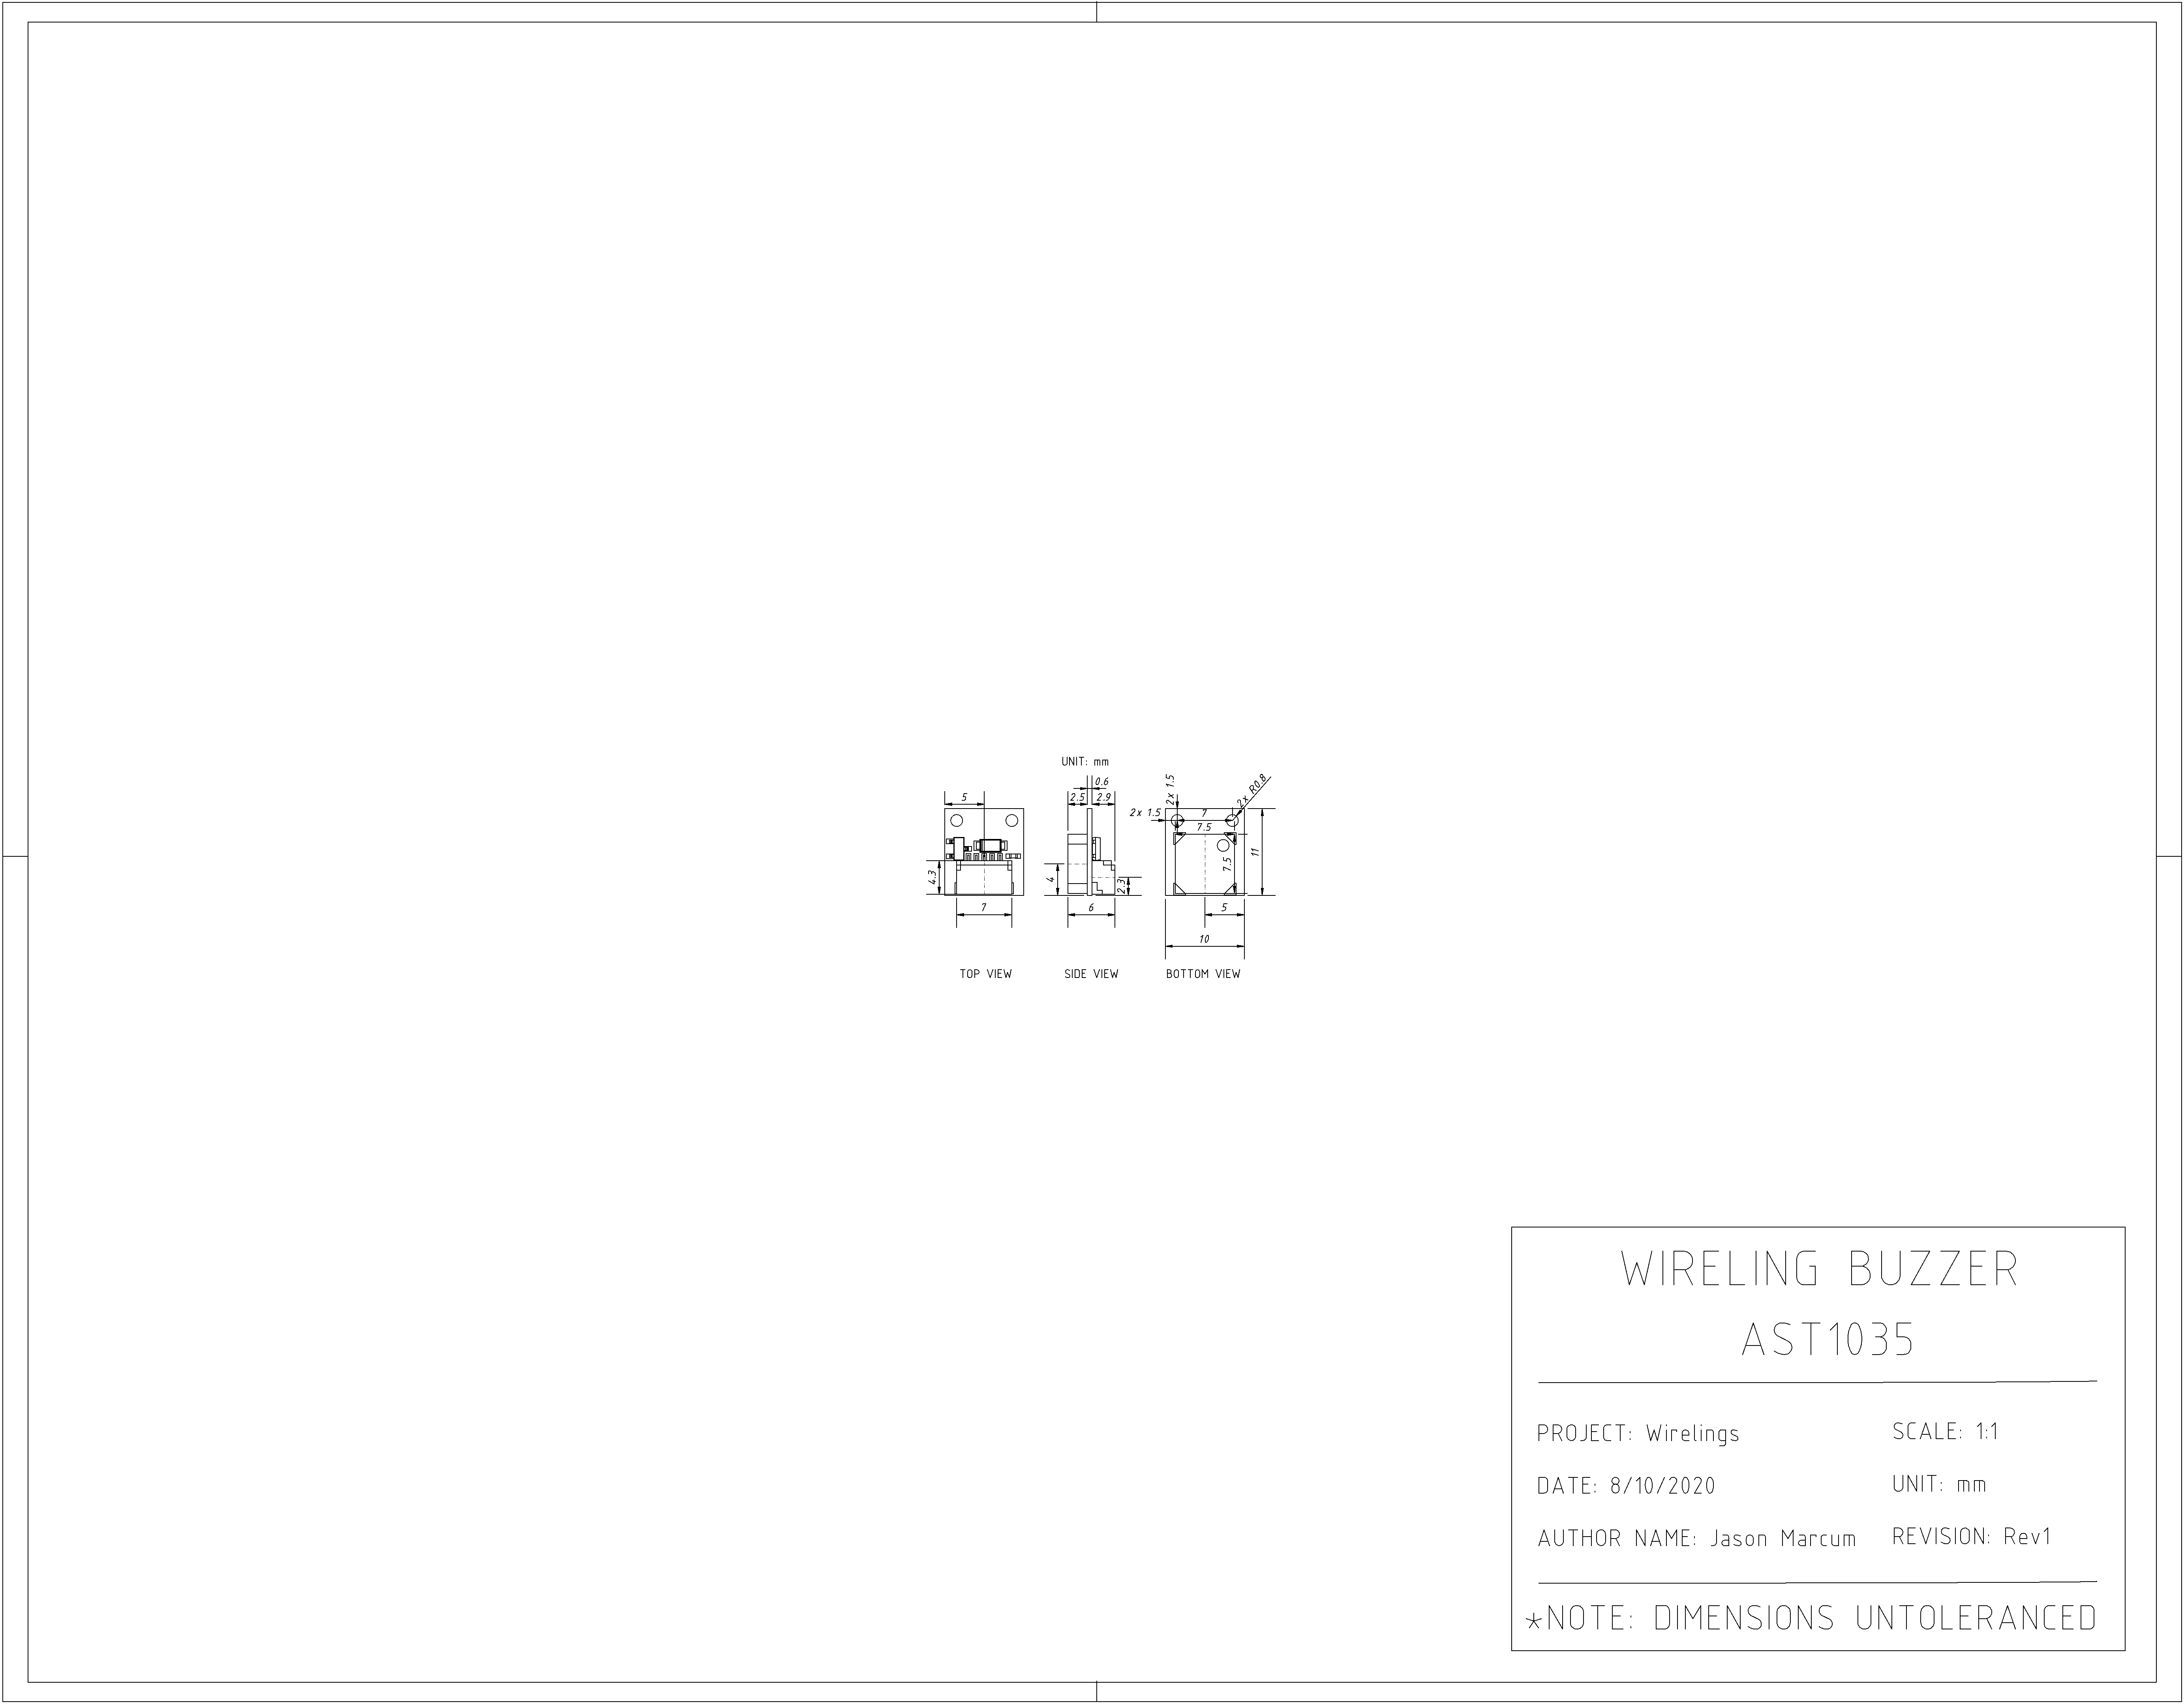 UNIT: mm
5
4.3
7
TOP VIEW
0.6
2.5
2.9
4
2.3
6
SIDE VIEW
2x 1.5
2x 1.5
2x R0.8
7
7.5
7.5
11
5
10
BOTTOM VIEW
WIRELING BUZZER
AST1035
PROJECT: Wirelings
SCALE: 1:1
DATE: 8/10/2020
UNIT: mm
AUTHOR NAME: Jason Marcum
REVISION: Rev1
*NOTE: DIMENSIONS UNTOLERANCED